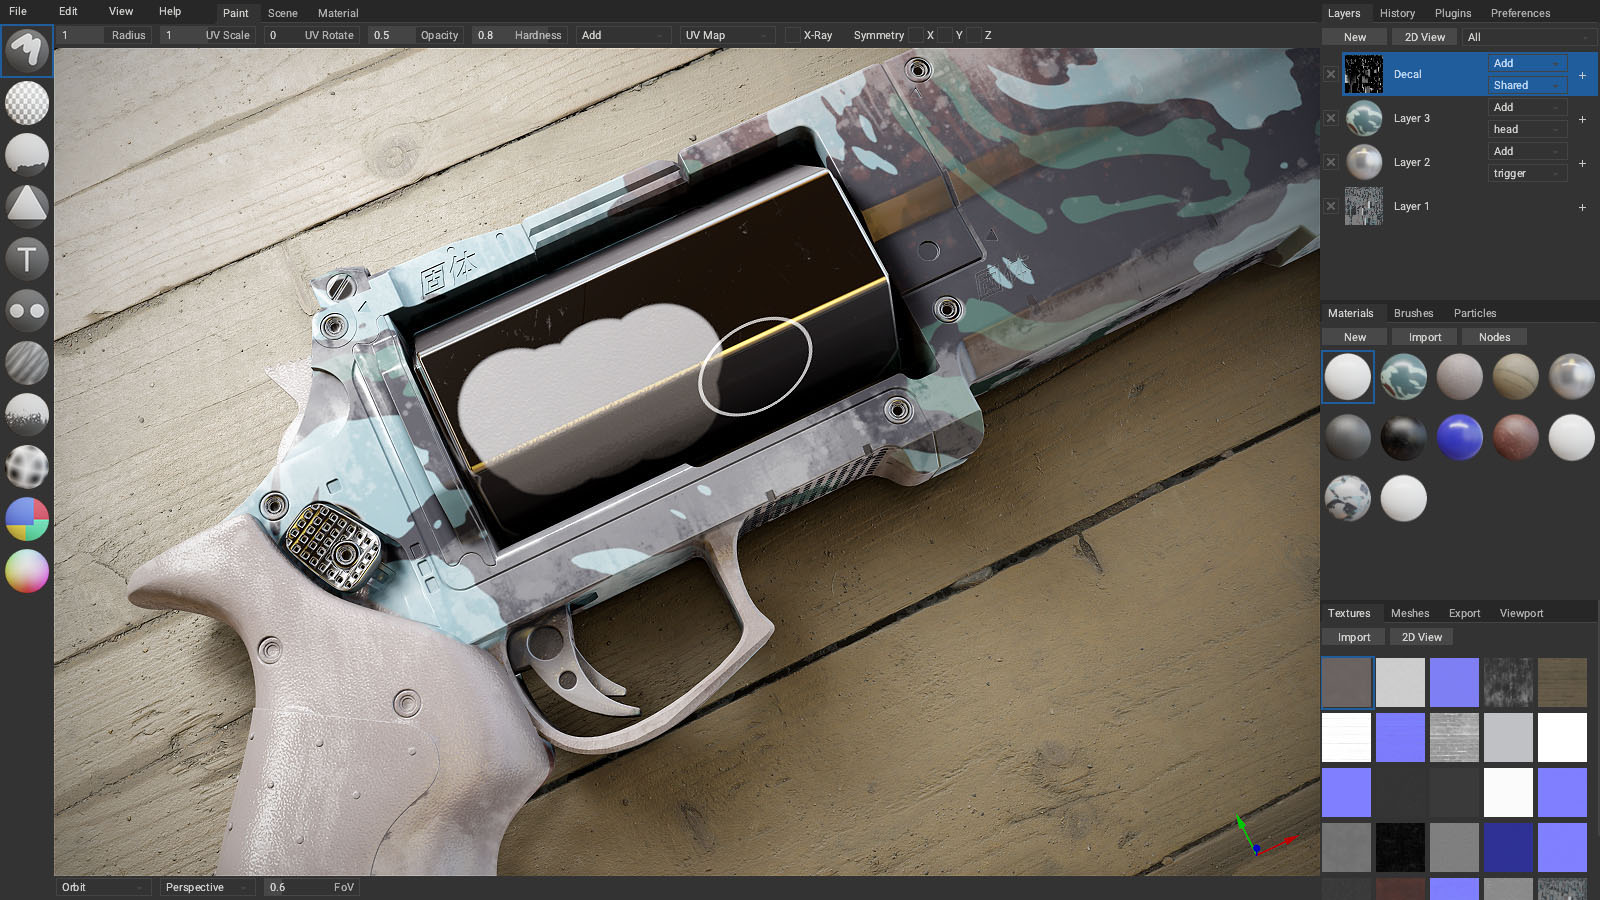 File Edit View Help Paint Scene Material
1 Radius 1 UV Scale 0 UV Rotate 0.5 Opacity 0.8 Hardness Add UV Map X-Ray Symmetry X Y Z
T
固体
固体
Orbit Perspective 0.6 FoV
Layers History Plugins Preferences
New 2D View All
Decal Add Shared +
Layer 3 Add head +
Layer 2 Add trigger +
Layer 1 +
Materials Brushes Particles
New Import Nodes
Textures Meshes Export Viewport
Import 2D View